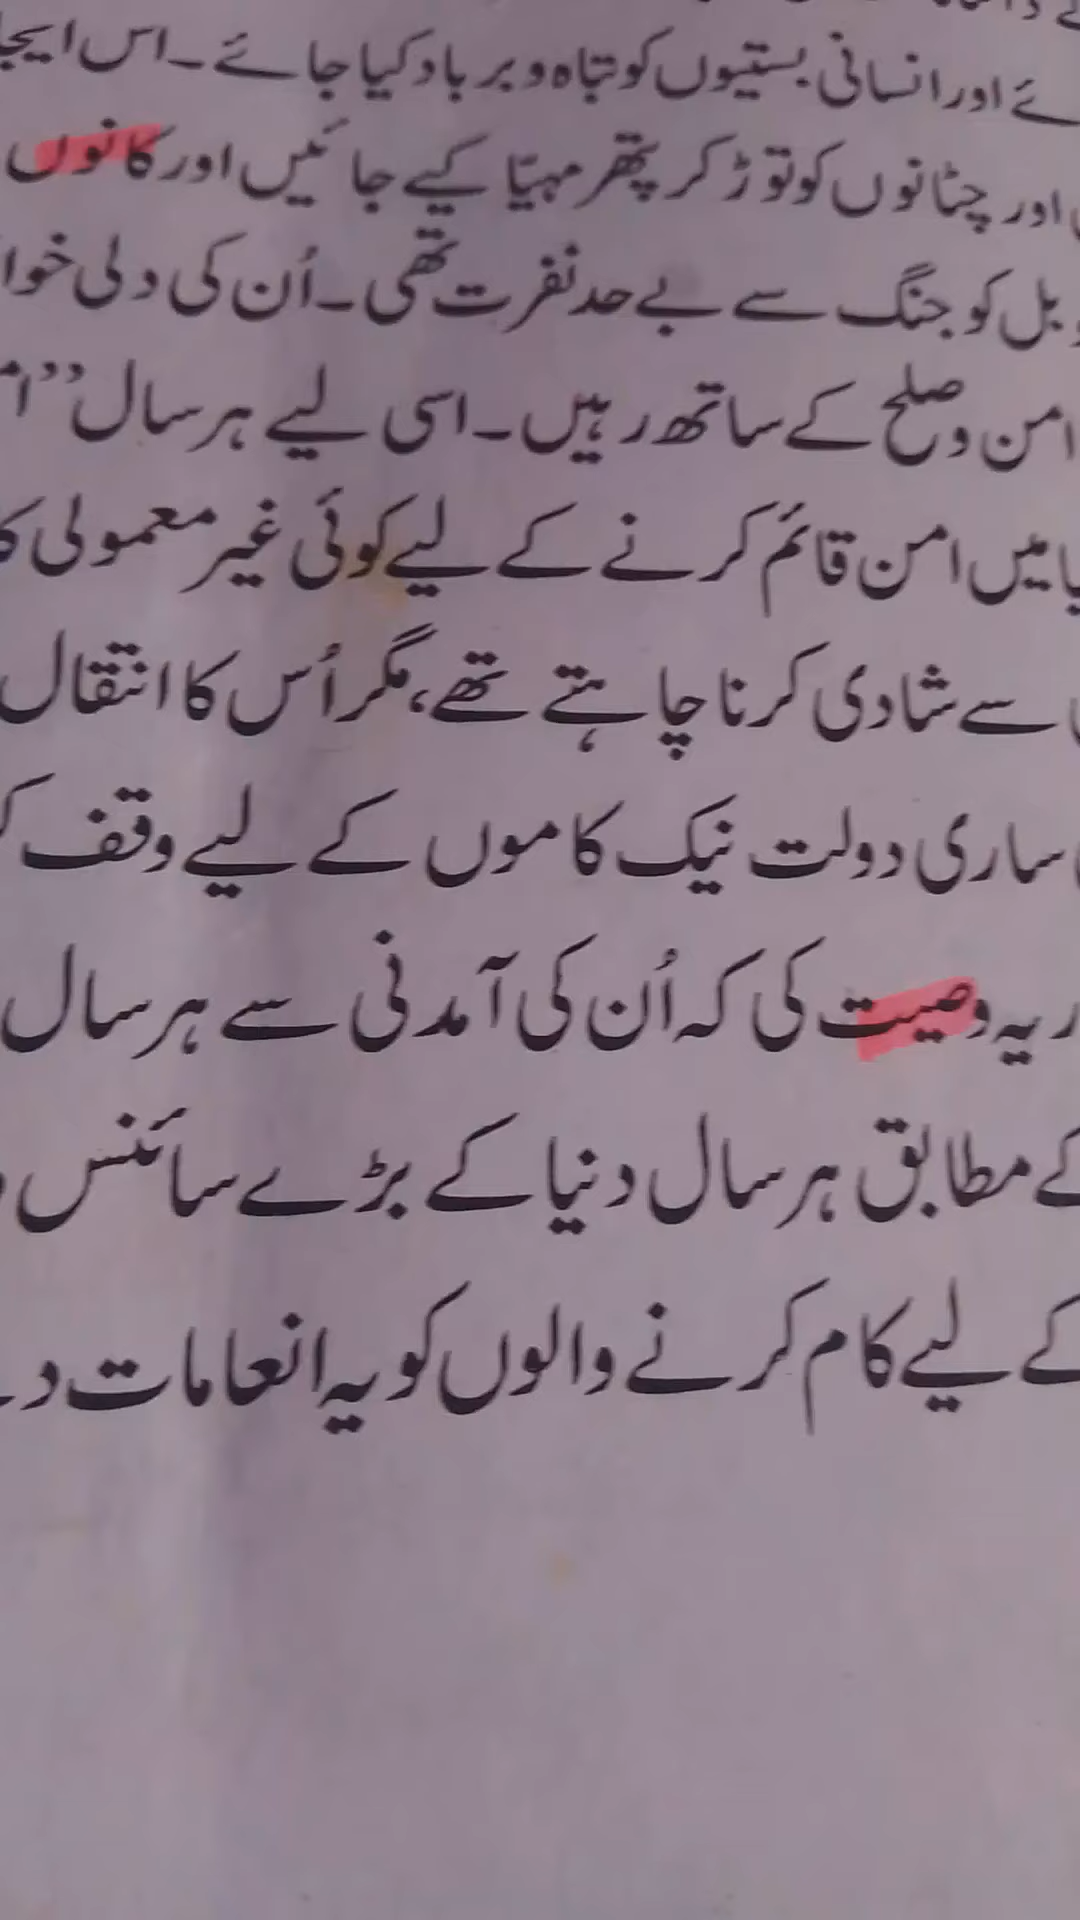 ئے اور انسانی بستیوں کو تباہ و برباد کیا جائے۔ اس
اور چٹانوں کو توڑ کر پتھر مہیّا کیے جائیں اور کانوں
بل کو جنگ سے بے حد نفرت تھی۔ اُن کی دلی
امن و صلح کے ساتھ رہیں۔ اسی لیے ہر سال
میں امن قائم کرنے کے لیے کوئی غیر معمولی
سے شادی کرنا چاہتے تھے، مگر اُس کا انتقال
ساری دولت نیک کاموں کے لیے وقف
ر یہ وصیت کی کہ اُن کی آمدنی سے ہر سال
کے مطابق ہر سال دنیا کے بڑے سائنس
کے لیے کام کرنے والوں کو یہ انعامات